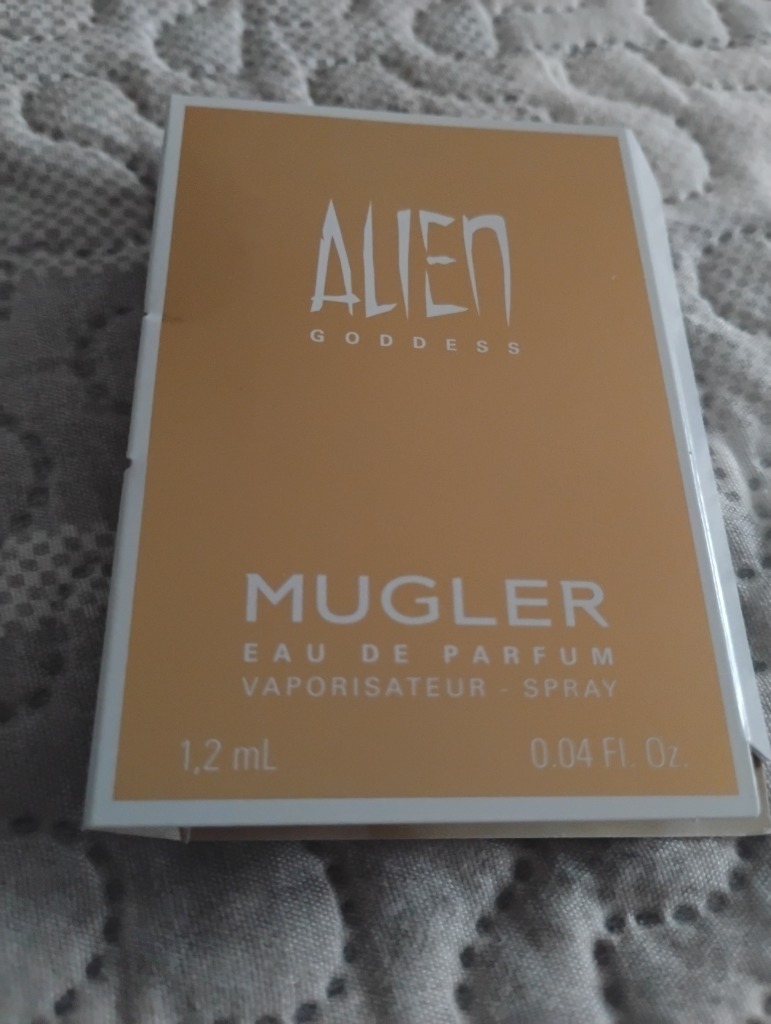 ALIEN
GODDESS
MUGLER
EAU DE PARFUM
VAPORISATEUR - SPRAY
1,2 mL 0.04 Fl. Oz.